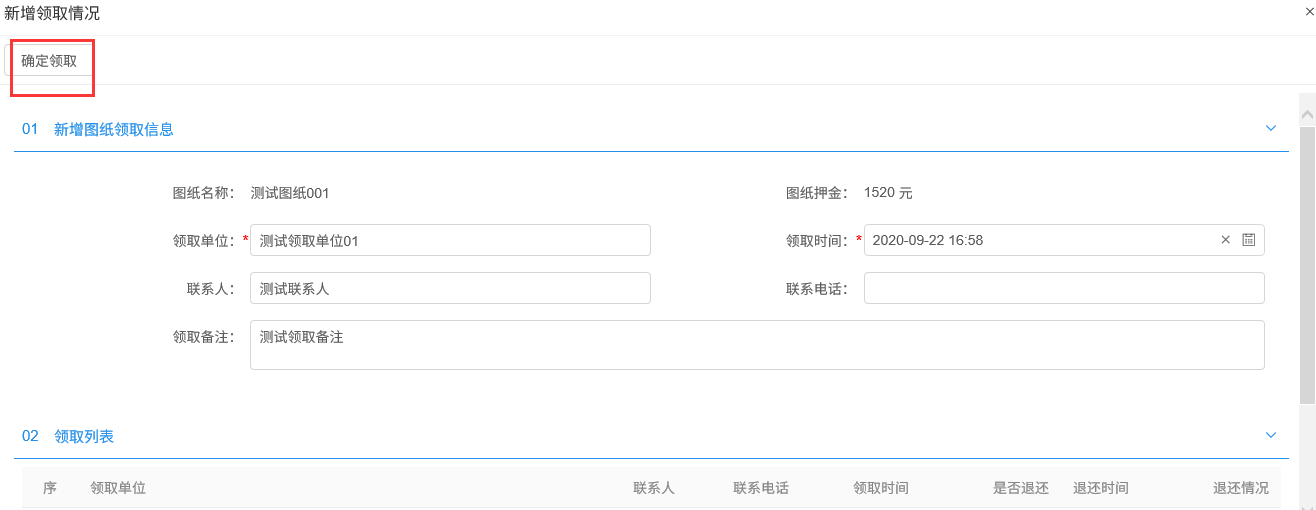 新增领取情况
确定领取
01 新增图纸领取信息
图纸名称： 测试图纸001 图纸押金： 1520 元
领取单位：* 测试领取单位01 领取时间：* 2020-09-22 16:58
联系人： 测试联系人 联系电话：
领取备注： 测试领取备注
02 领取列表
序 领取单位 联系人 联系电话 领取时间 是否退还 退还时间 退还情况